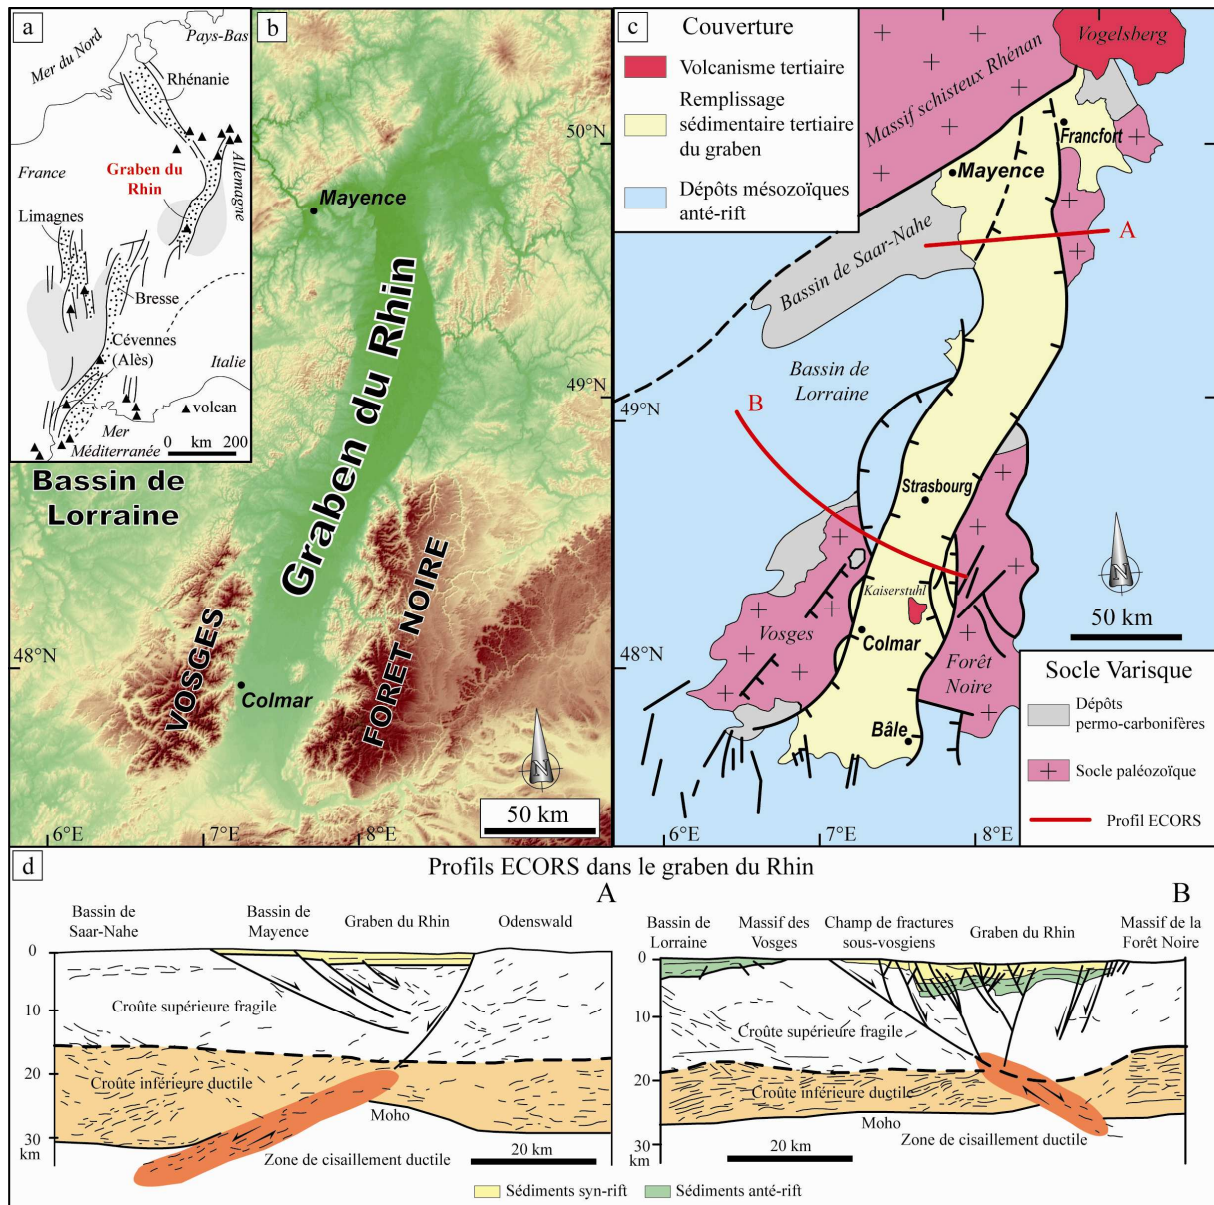 a
Mer du Nord
Pays-Bas
Rhénanie
Graben du
Rhin
France
Allemagne
Limagnes
Bresse
Cévennes
(Alès)
Italie
volcan
Mer
Méditerranée
0 km 200
b
50°N
Mayence
Graben du Rhin
49°N
Bassin de
Lorraine
VOSGES
FORET NOIRE
48°N
Colmar
N
50 km
6°E
7°E
8°E
c
Couverture
Volcanisme tertiaire
Remplissage
sédimentaire tertiaire
du graben
Dépôts mésozoïques
anté-rift
Vogelsberg
Massif schisteux Rhénan
Francfort
Mayence
A
Bassin de Saar-Nahe
Bassin de
Lorraine
49°N
B
Strasbourg
N
Kaiserstuhl
50 km
Vosges
Colmar
Forêt
Noire
48°N
Bâle
Socle Varisque
Dépôts
permo-carbonifères
Socle paléozoïque
Profil ECORS
6°E
7°E
8°E
d
Profils ECORS dans le graben du Rhin
A
Bassin de
Saar-Nahe
Bassin de
Mayence
Graben du Rhin
Odenswald
0
10
20
30
km
Croûte supérieure fragile
Croûte inférieure ductile
Moho
Zone de cisaillement ductile
20 km
B
Bassin de
Lorraine
Massif des
Vosges
Champ de fractures
sous-vosgiens
Graben du Rhin
Massif de la
Forêt Noire
0
10
20
30
km
Croûte supérieure fragile
Croûte inférieure ductile
Moho
Zone de cisaillement ductile
20 km
Sédiments syn-rift
Sédiments anté-rift